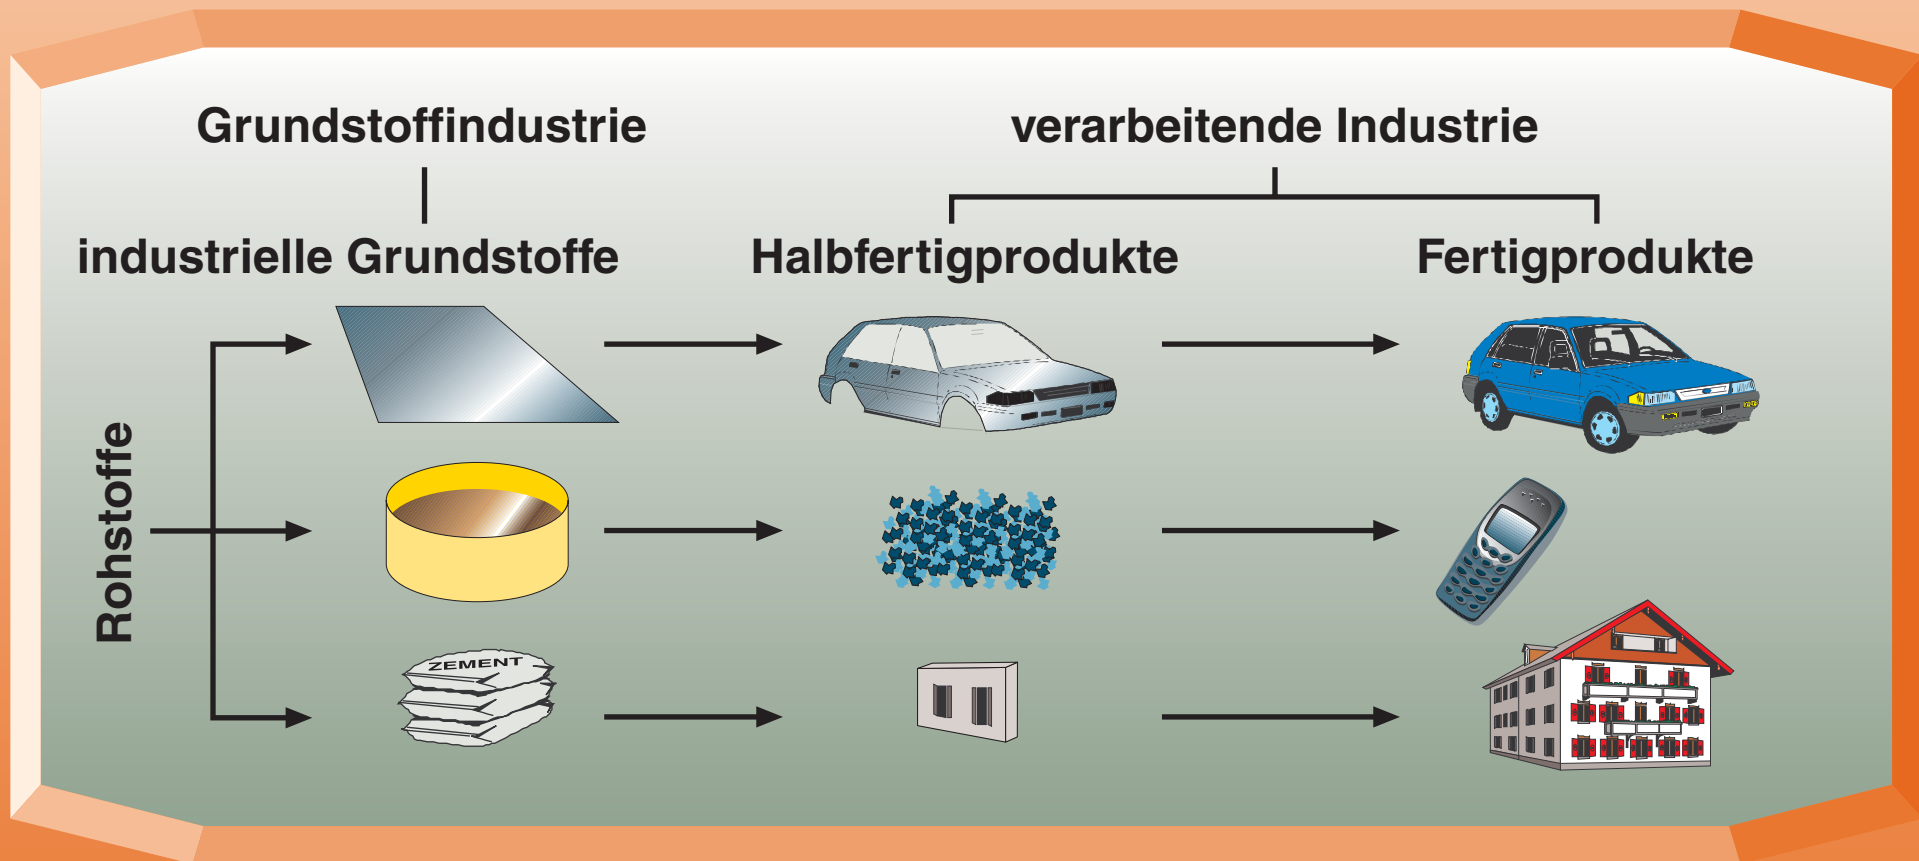 Grundstoffindustrie
verarbeitende Industrie
industrielle Grundstoffe
Halbfertigprodukte
Fertigprodukte
Rohstoffe
ZEMENT